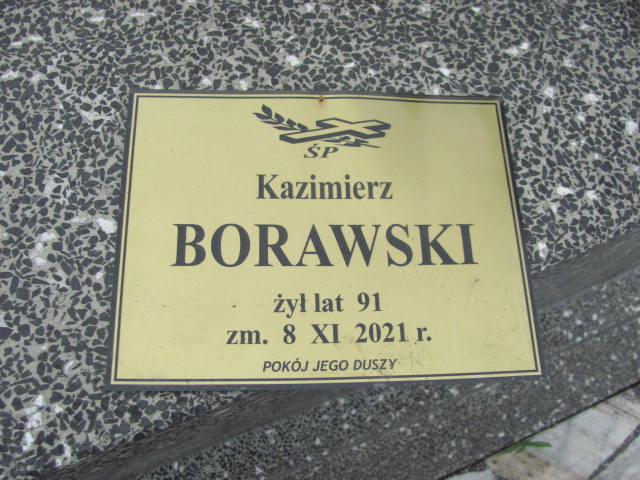 ŚP
Kazimierz
BORAWSKI
żył lat 91
zm. 8 XI 2021 r.
POKÓJ JEGO DUSZY